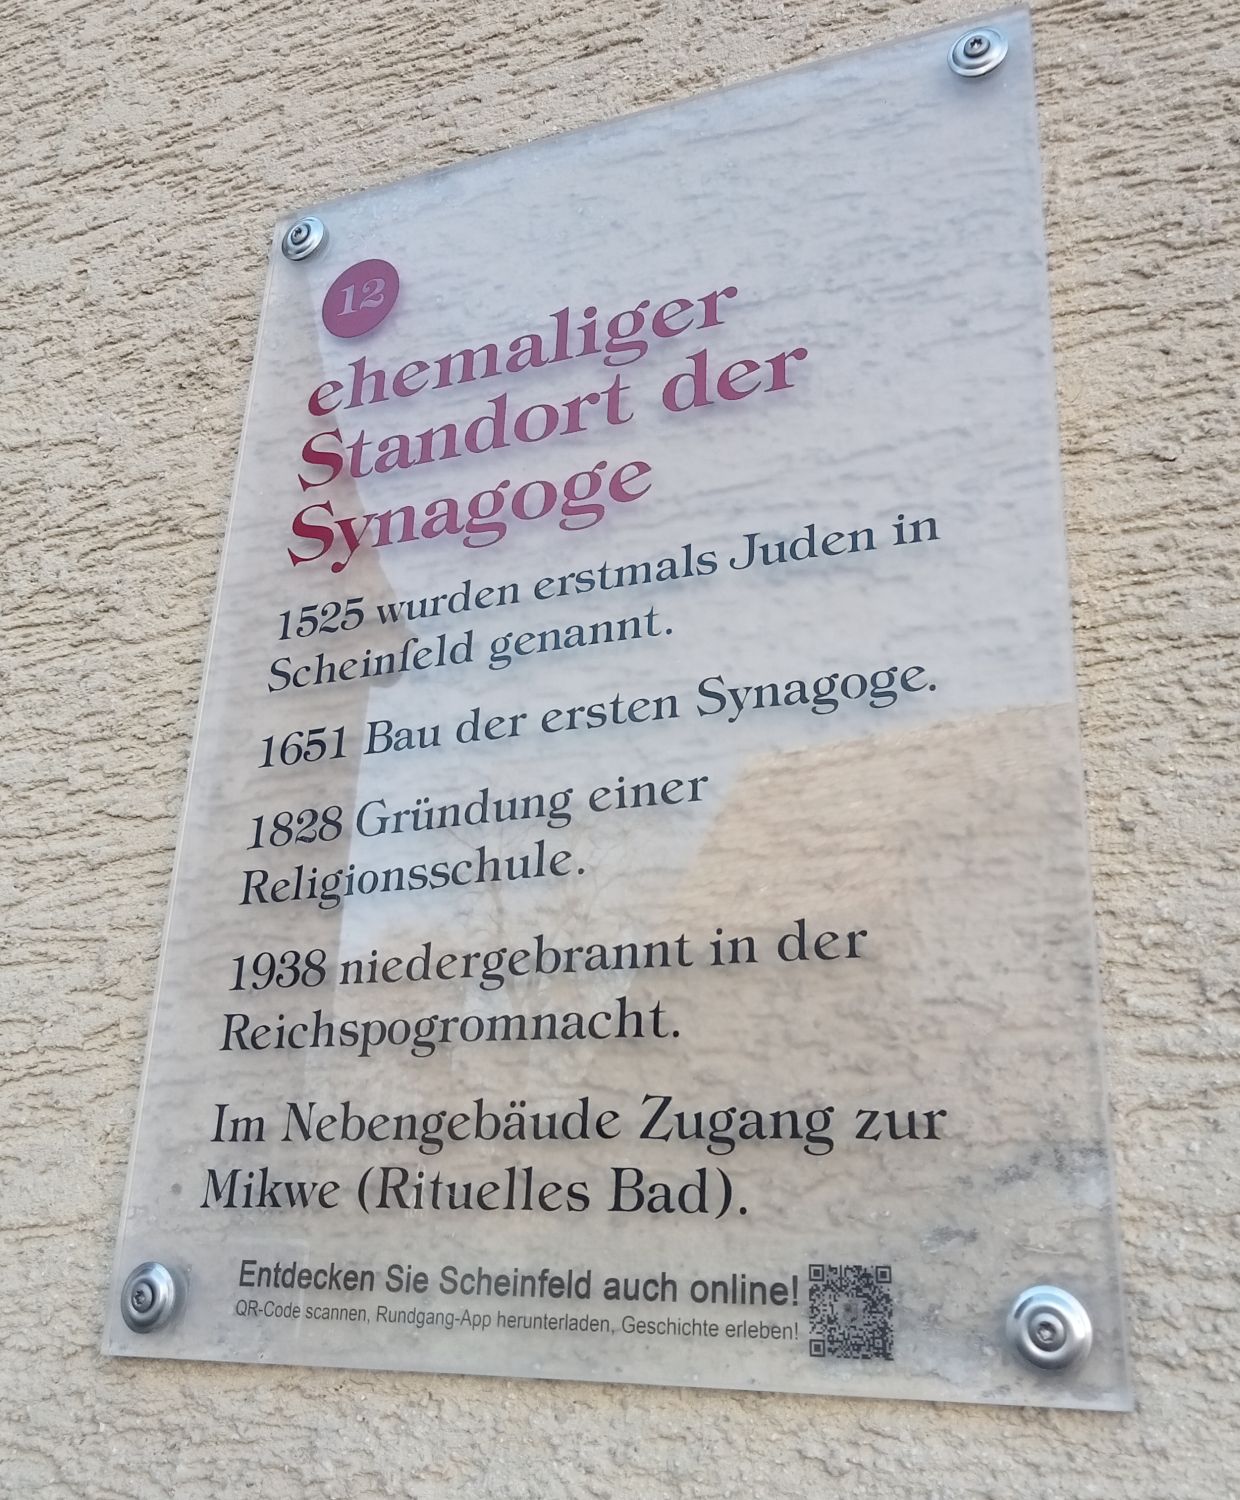 12
ehemaliger
Standort der
Synagoge
1525 wurden erstmals Juden in
Scheinfeld genannt.
1651 Bau der ersten Synagoge.
1828 Gründung einer
Religionsschule.
1938 niedergebrannt in der
Reichspogromnacht.
Im Nebengebäude Zugang zur
Mikwe (Rituelles Bad).
Entdecken Sie Scheinfeld auch online!
QR-Code scannen, Rundgang-App herunterladen, Geschichte erleben!